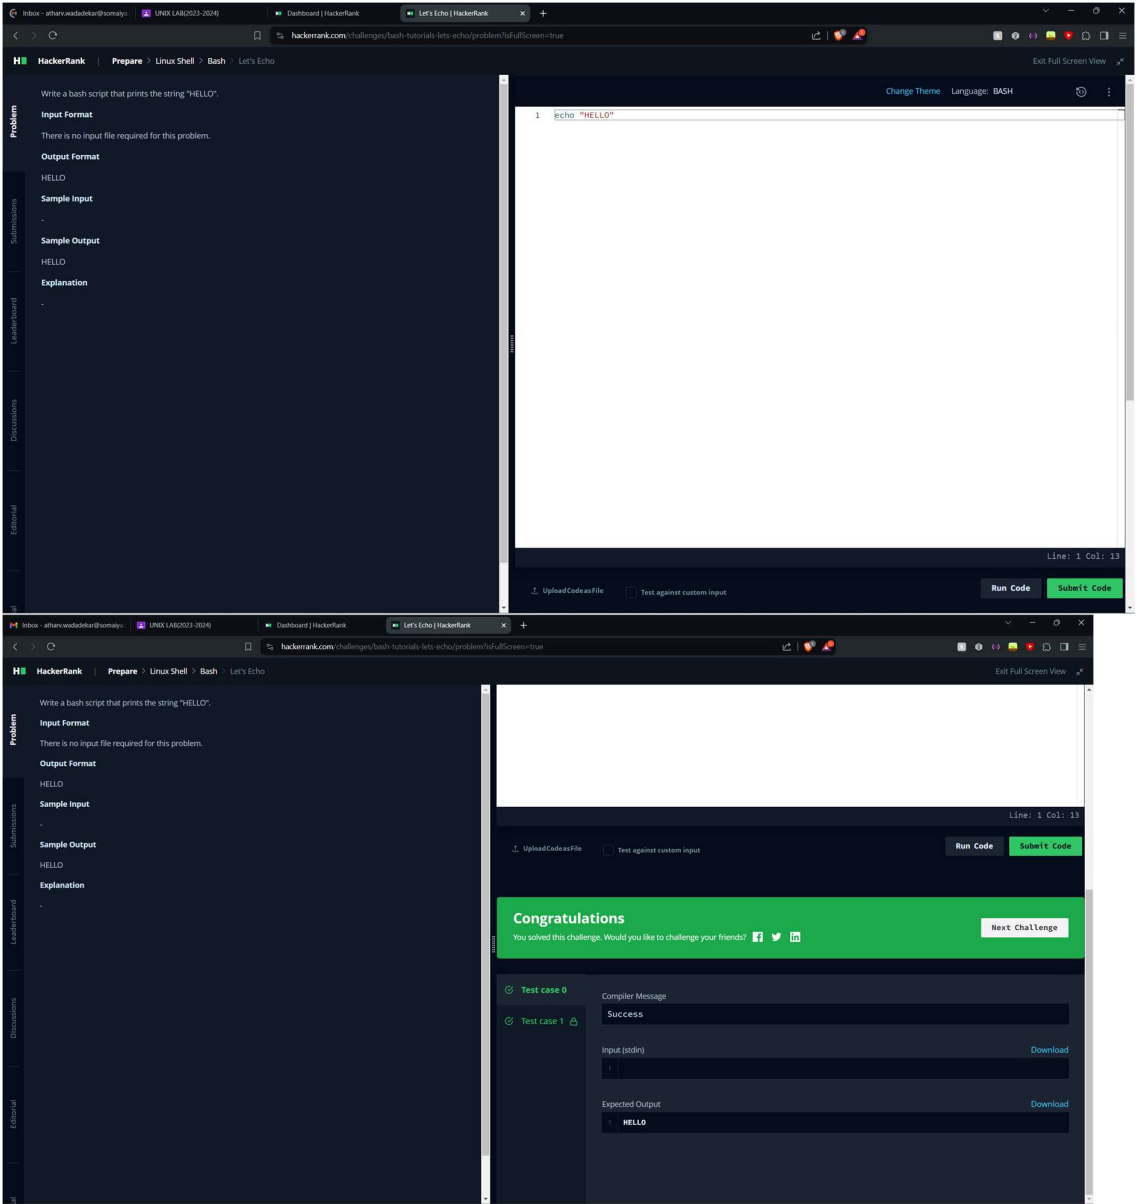 Inbox - atharv.wadadekar@somaiya.
UNIX LAB(2023-2024)
Dashboard | HackerRank
Let's Echo | HackerRank
hackerrank.com/challenges/bash-tutorials-lets-echo/problem?isFullScreen=true
HackerRank | Prepare > Linux Shell > Bash > Let's Echo
Exit Full Screen View
Problem
Submissions
Leaderboard
Discussions
Editorial
Write a bash script that prints the string "HELLO".
Input Format
There is no input file required for this problem.
Output Format
HELLO
Sample Input
-
Sample Output
HELLO
Explanation
-
Change Theme Language: BASH
1 echo "HELLO"
Line: 1 Col: 13
Upload Code as File
Test against custom input
Run Code
Submit Code
Inbox - atharv.wadadekar@somaiya.
UNIX LAB(2023-2024)
Dashboard | HackerRank
Let's Echo | HackerRank
hackerrank.com/challenges/bash-tutorials-lets-echo/problem?isFullScreen=true
HackerRank | Prepare > Linux Shell > Bash > Let's Echo
Exit Full Screen View
Problem
Submissions
Leaderboard
Discussions
Editorial
Write a bash script that prints the string "HELLO".
Input Format
There is no input file required for this problem.
Output Format
HELLO
Sample Input
-
Sample Output
HELLO
Explanation
-
Line: 1 Col: 13
Upload Code as File
Test against custom input
Run Code
Submit Code
Congratulations
You solved this challenge. Would you like to challenge your friends?
Next Challenge
Test case 0
Test case 1
Compiler Message
Success
Input (stdin)
Download
1
Expected Output
Download
1 HELLO